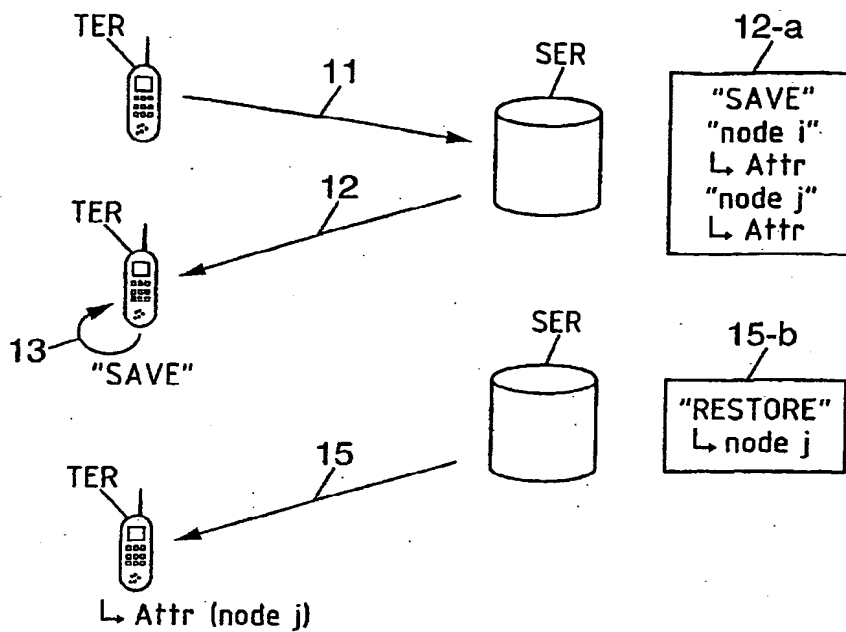 TER
11
SER
12-a
"SAVE"
"node i"
↳ Attr
"node j"
↳ Attr
TER
12
13
"SAVE"
SER
15-b
"RESTORE"
↳ node j
TER
15
↳ Attr (node j)